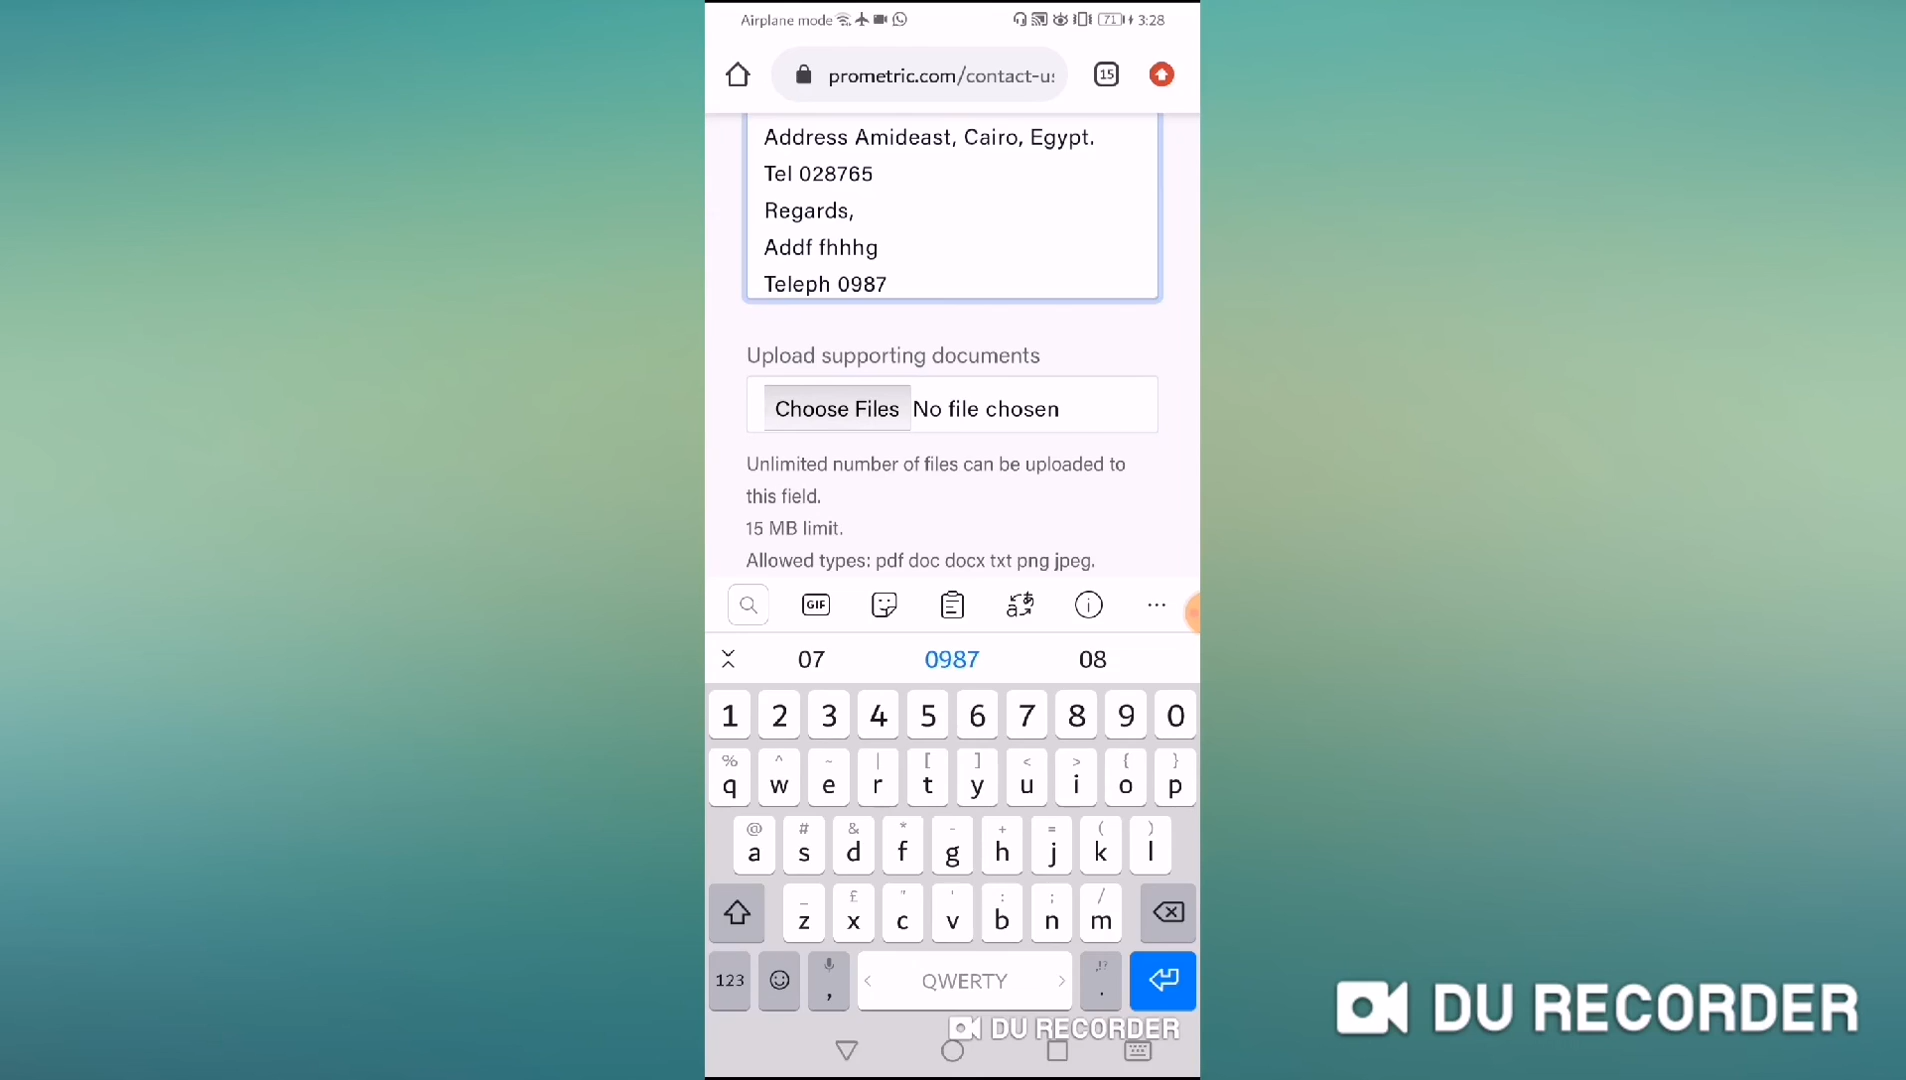 Airplane mode 71 3:28
prometric.com/contact-us 15
Address Amideast, Cairo, Egypt.
Tel 028765
Regards,
Addf fhhhg
Teleph 0987
Upload supporting documents
Choose Files No file chosen
Unlimited number of files can be uploaded to
this field.
15 MB limit.
Allowed types: pdf doc docx txt png jpeg.
GIF
07 0987 08
1 2 3 4 5 6 7 8 9 0
% ^ ~ | [ ] < > { }
q w e r t y u i o p
@ # & * - + = ( )
a s d f g h j k l
_ £ " ' : ; /
z x c v b n m
123 , < QWERTY > ,!? .
DU RECORDER
DU RECORDER